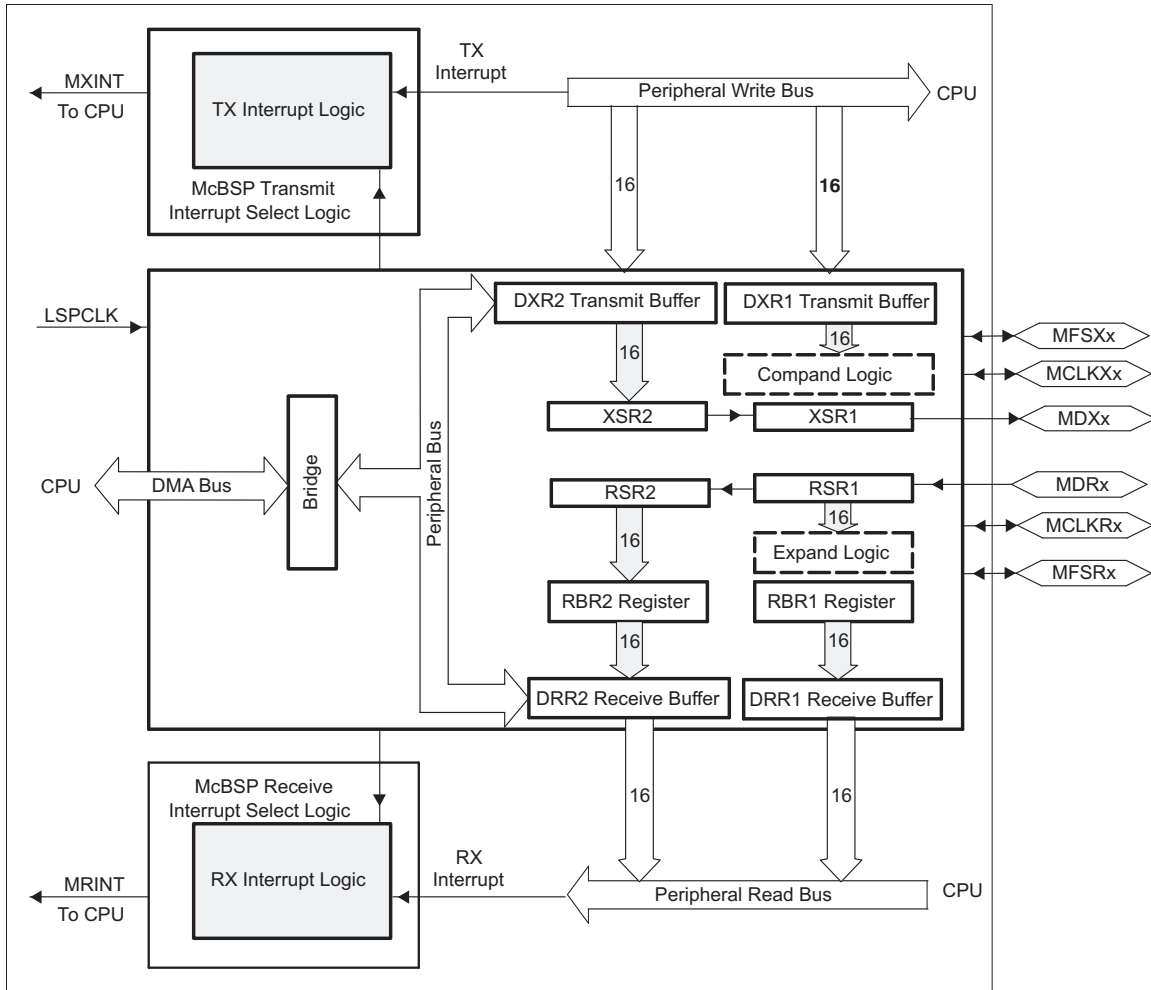 TX
Interrupt
MXINT
To CPU
TX Interrupt Logic
Peripheral Write Bus
CPU
McBSP Transmit
Interrupt Select Logic
16
16
LSPCLK
DXR2 Transmit Buffer
DXR1 Transmit Buffer
16
16
MFSXx
Compand Logic
MCLKXx
XSR2
XSR1
MDXx
CPU
DMA Bus
Bridge
Peripheral Bus
RSR2
RSR1
MDRx
16
16
MCLKRx
Expand Logic
MFSRx
RBR2 Register
RBR1 Register
16
16
DRR2 Receive Buffer
DRR1 Receive Buffer
McBSP Receive
Interrupt Select Logic
16
16
RX Interrupt Logic
RX
Interrupt
MRINT
To CPU
Peripheral Read Bus
CPU